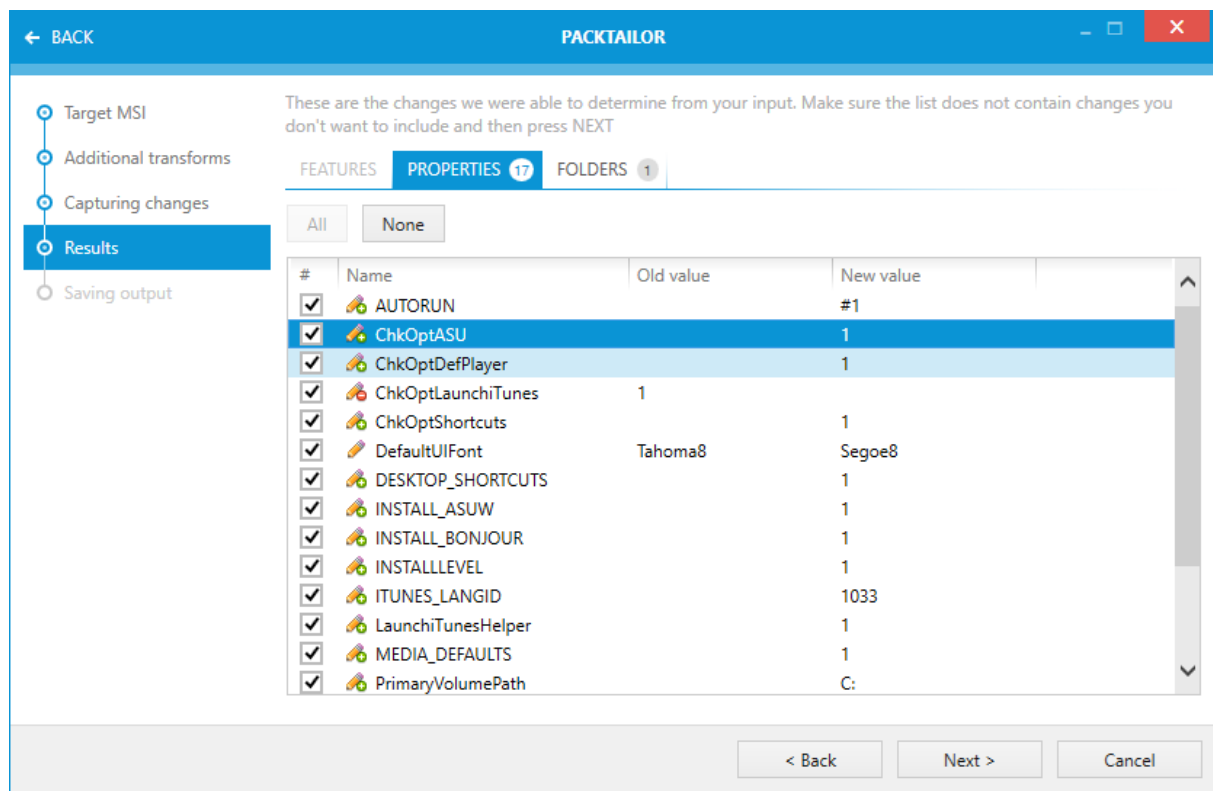 BACK
PACKTAILOR
Target MSI
Additional transforms
Capturing changes
Results
Saving output
These are the changes we were able to determine from your input. Make sure the list does not contain changes you
don't want to include and then press NEXT
FEATURES PROPERTIES 17 FOLDERS 1
All None
# Name Old value New value
AUTORUN #1
ChkOptASU 1
ChkOptDefPlayer 1
ChkOptLaunchiTunes 1
ChkOptShortcuts 1
DefaultUIFont Tahoma8 Segoe8
DESKTOP_SHORTCUTS 1
INSTALL_ASUW 1
INSTALL_BONJOUR 1
INSTALLLEVEL 1
ITUNES_LANGID 1033
LaunchiTunesHelper 1
MEDIA_DEFAULTS 1
PrimaryVolumePath C:
< Back Next > Cancel